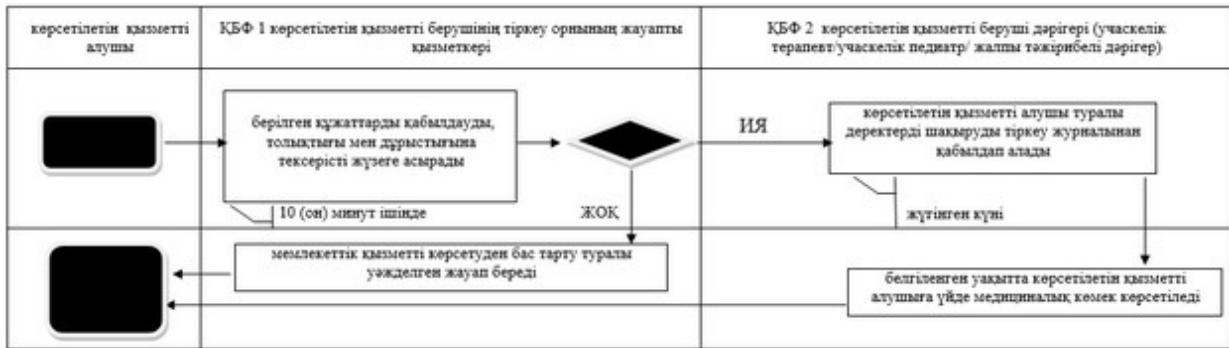 көрсетілетін қызметті
алушы
ҚБФ 1 көрсетілетін қызметті берушінің тіркеу орнының жауапты
қызметкері
ҚБФ 2 көрсетілетін қызметті беруші дәрігері (учаскелік
терапевт/учаскелік педиатр/ жалпы тәжірибелі дәрігер)
берілген құжаттарды қабылдауды,
толықтығы мен дұрыстығына
тексерісті жүзеге асырады
ИЯ
көрсетілетін қызметті алушы туралы
деректерді шақыруды тіркеу журналынан
қабылдап алады
10 (он) минут ішінде
ЖОҚ
жүгінген күні
мемлекеттік қызметті көрсетуден бас тарту туралы
уәжделген жауап береді
белгіленген уақытта көрсетілетін қызметті
алушыға үйде медициналық көмек көрсетіледі